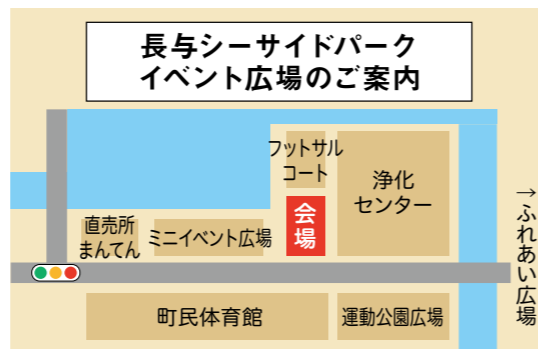 長与シーサイドパーク
イベント広場のご案内
フットサル
コート
浄化
センター
会場
直売所
まんてん
ミニイベント広場
→ふれあい広場
町民体育館
運動公園広場